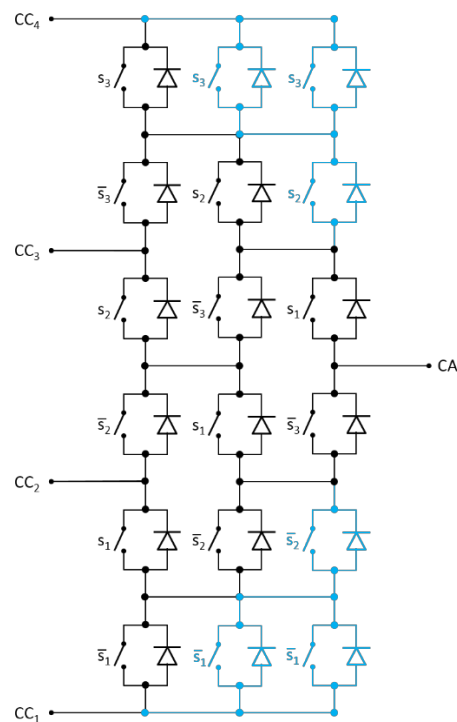 CC₄
s₃ s₃ s₃
s̅₃ s₂ s₂
CC₃
s₂ s̅₃ s₁
CA
s̅₂ s₁ s̅₃
CC₂
s₁ s̅₂ s̅₂
s̅₁ s̅₁ s̅₁
CC₁